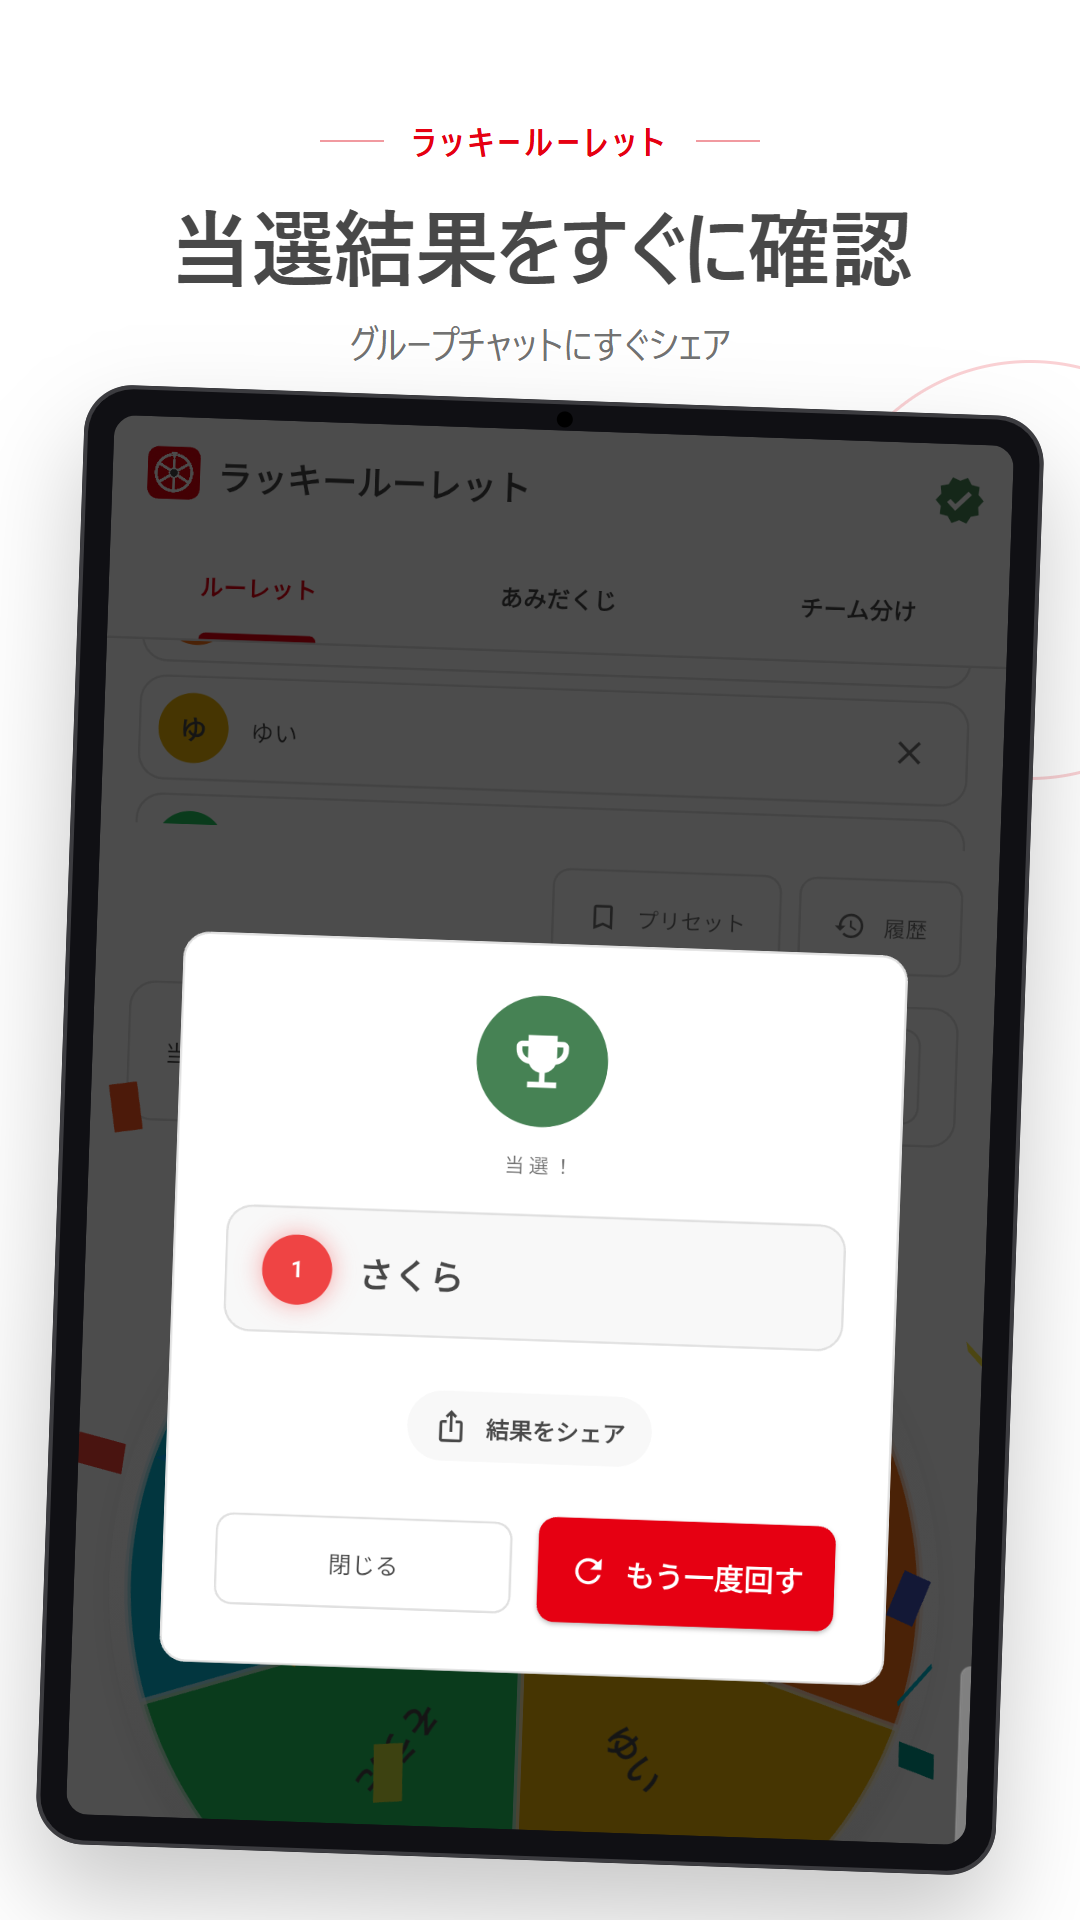 ラッキールーレット
当選結果をすぐに確認
グループチャットにすぐシェア
ラッキールーレット
ルーレット
あみだくじ
チーム分け
ゆ
ゆい
プリセット
履歴
当
当選！
1
さくら
結果をシェア
閉じる
もう一度回す
ゆい